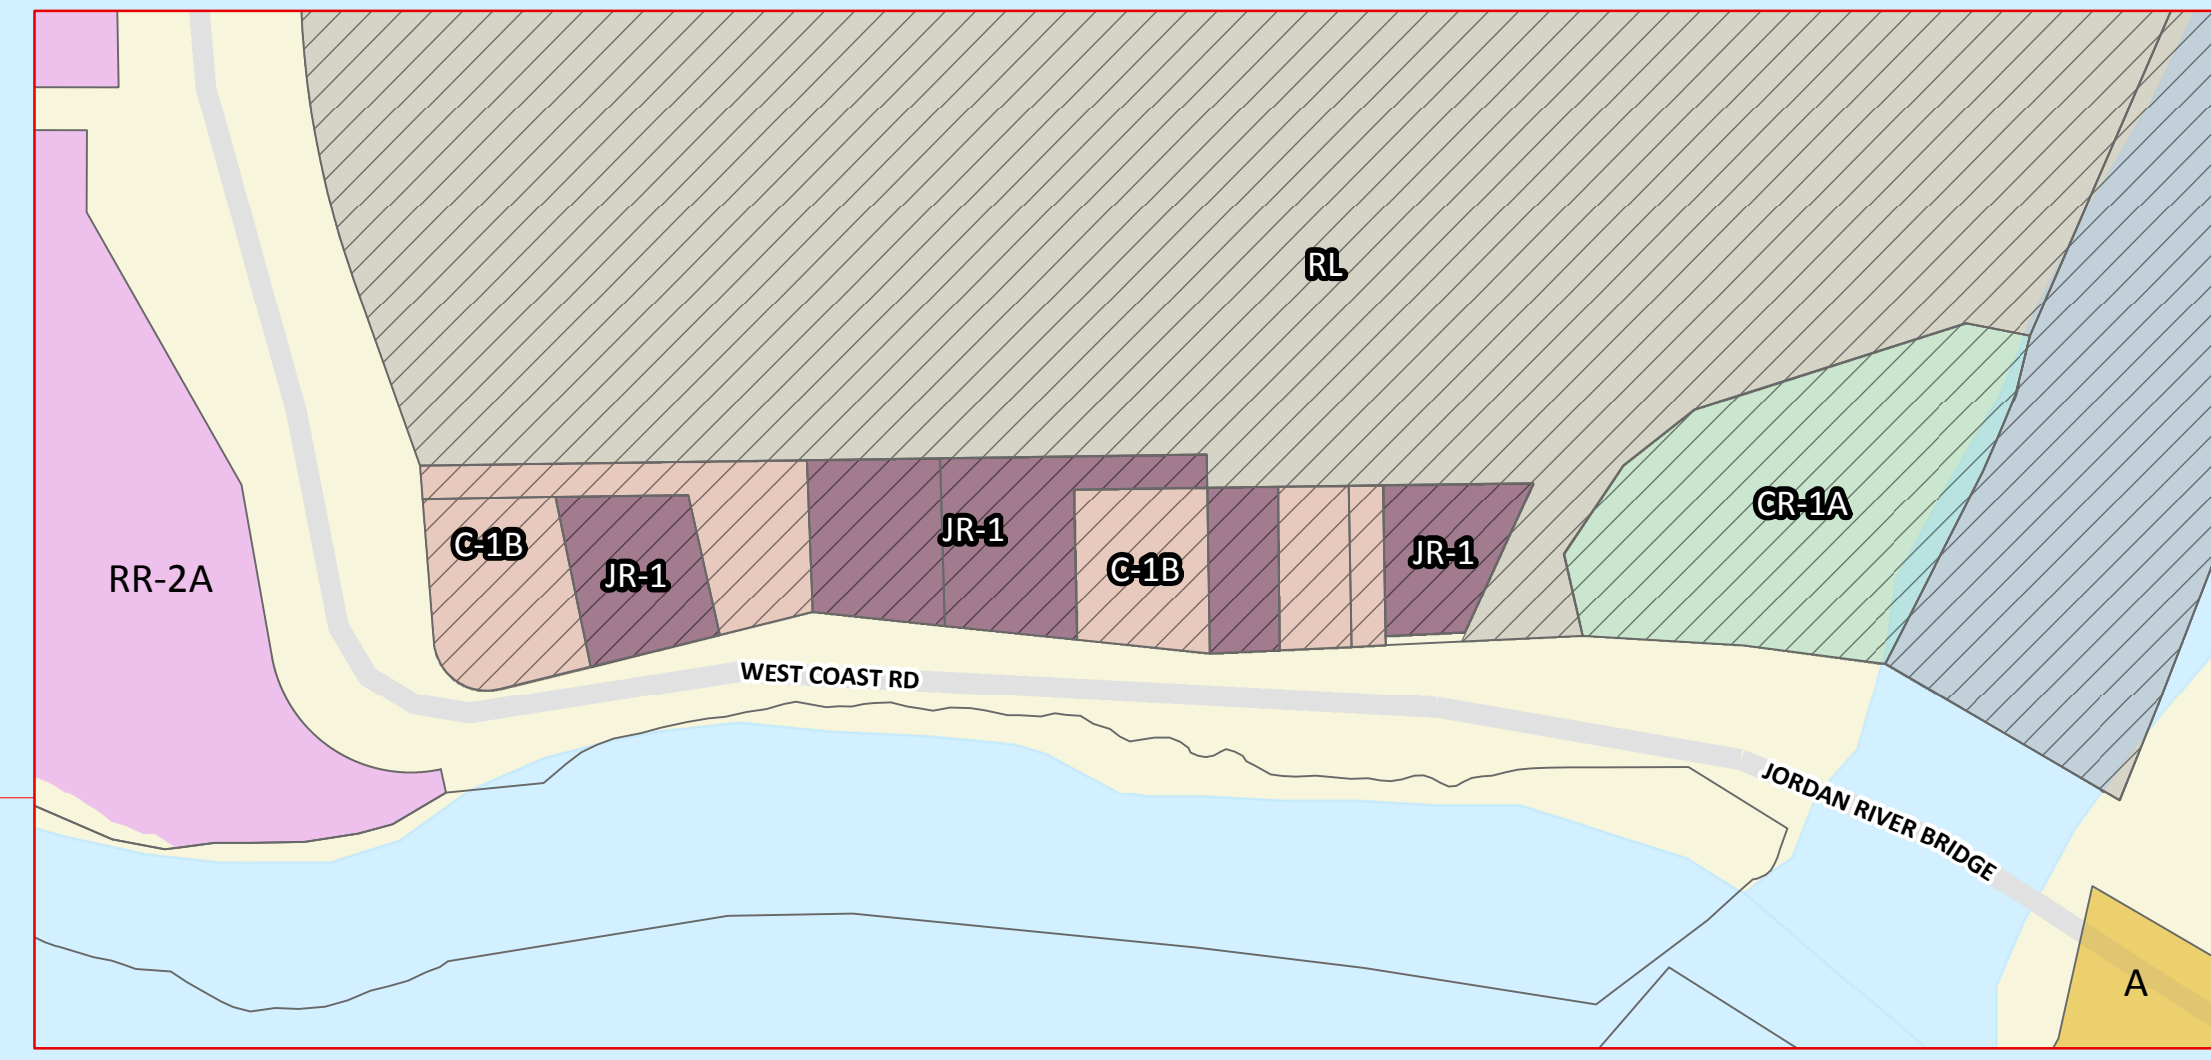 RL
CR-1A
JR-1
C-1B
JR-1
C-1B
JR-1
RR-2A
WEST COAST RD
JORDAN RIVER BRIDGE
A